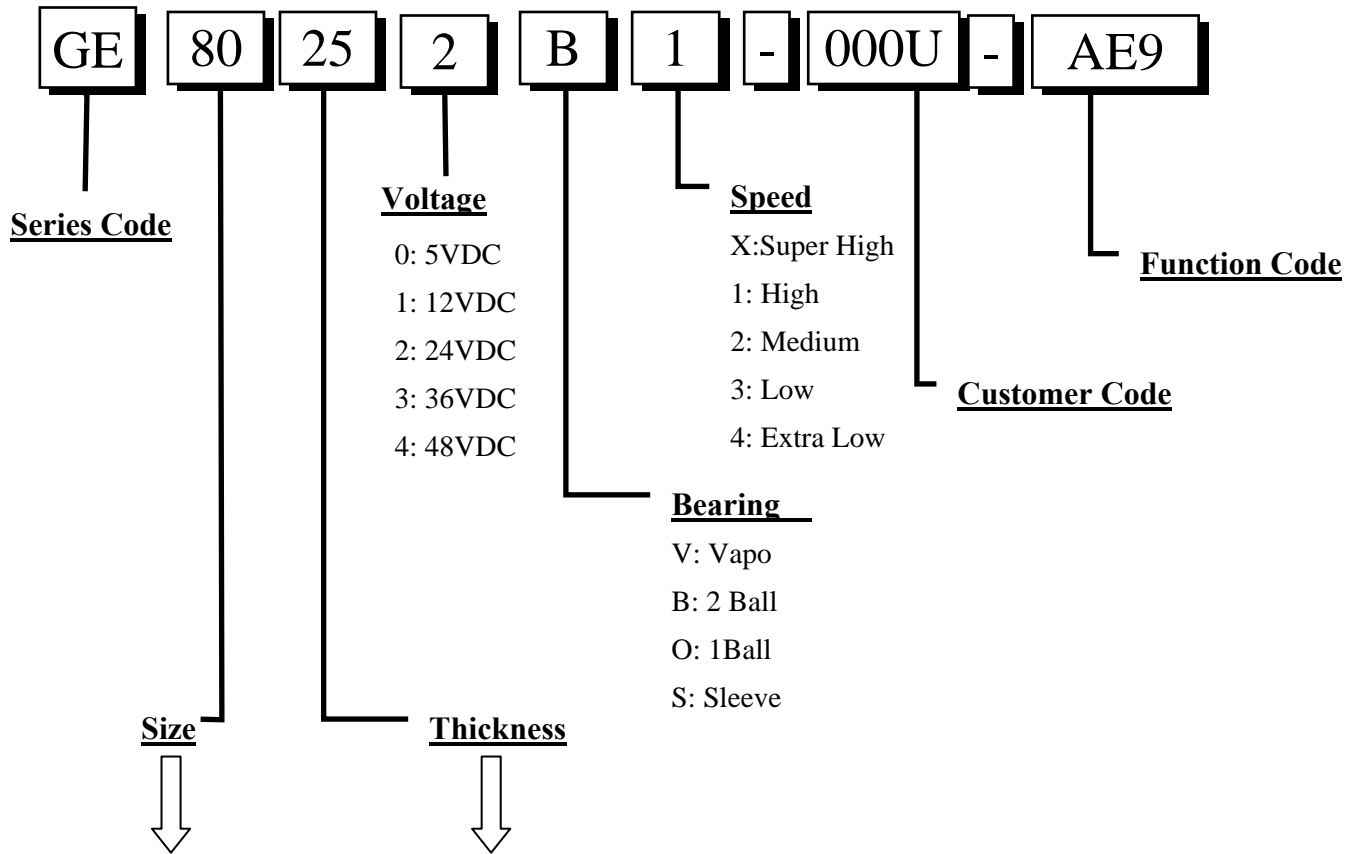 GE 80 25 2 B 1 - 000U - AE9
Series Code
Voltage
0: 5VDC
1: 12VDC
2: 24VDC
3: 36VDC
4: 48VDC
Speed
X:Super High
1: High
2: Medium
3: Low
4: Extra Low
Function Code
Customer Code
Bearing
V: Vapo
B: 2 Ball
O: 1Ball
S: Sleeve
Size
Thickness